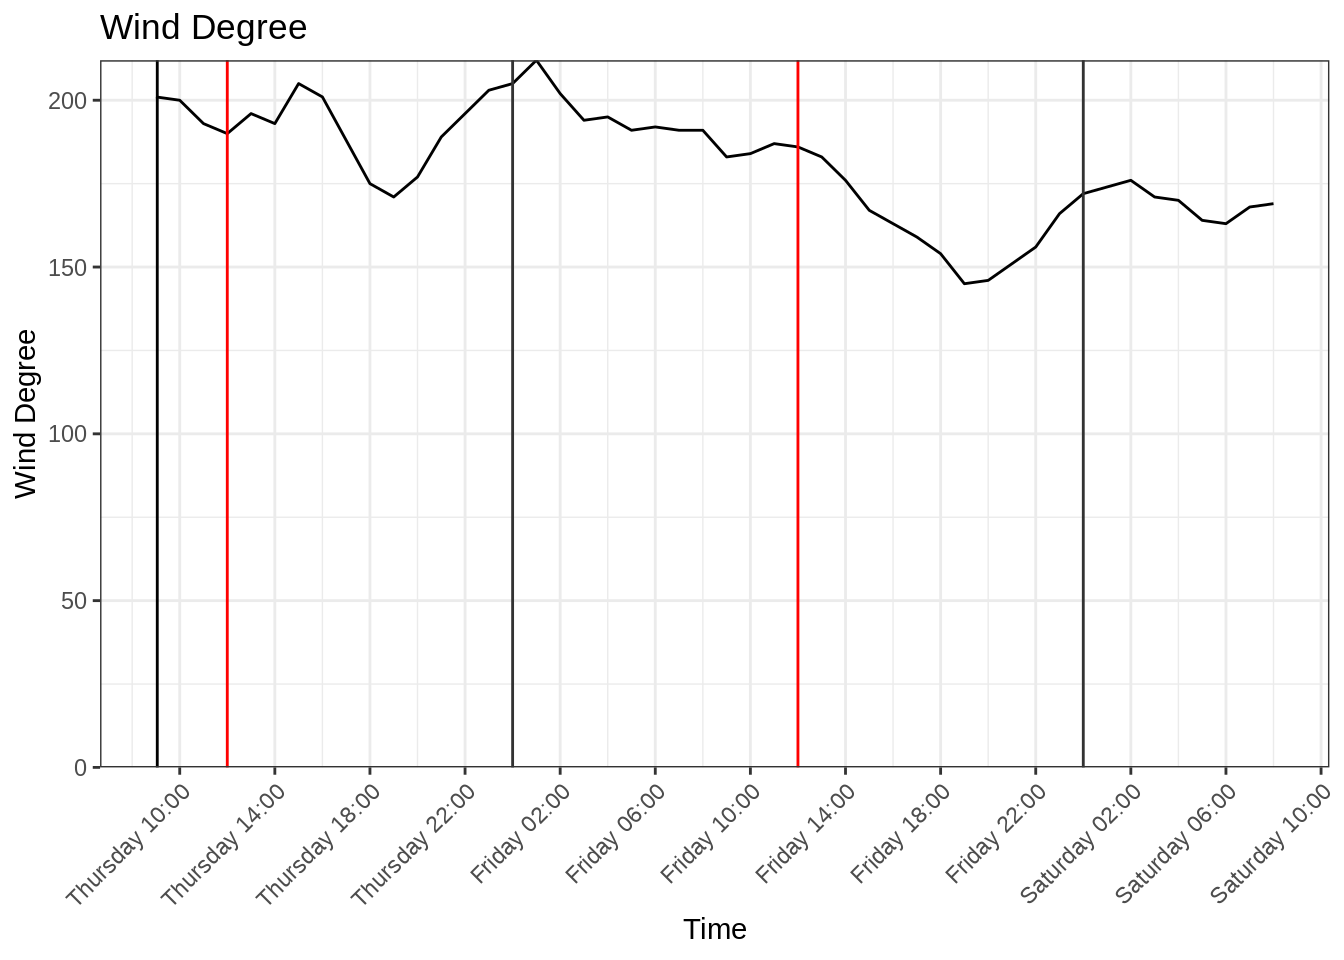 Wind Degree
Wind Degree
200
150
100
50
0
Thursday 10:00
Thursday 14:00
Thursday 18:00
Thursday 22:00
Friday 02:00
Friday 06:00
Friday 10:00
Friday 14:00
Friday 18:00
Friday 22:00
Saturday 02:00
Saturday 06:00
Saturday 10:00
Time